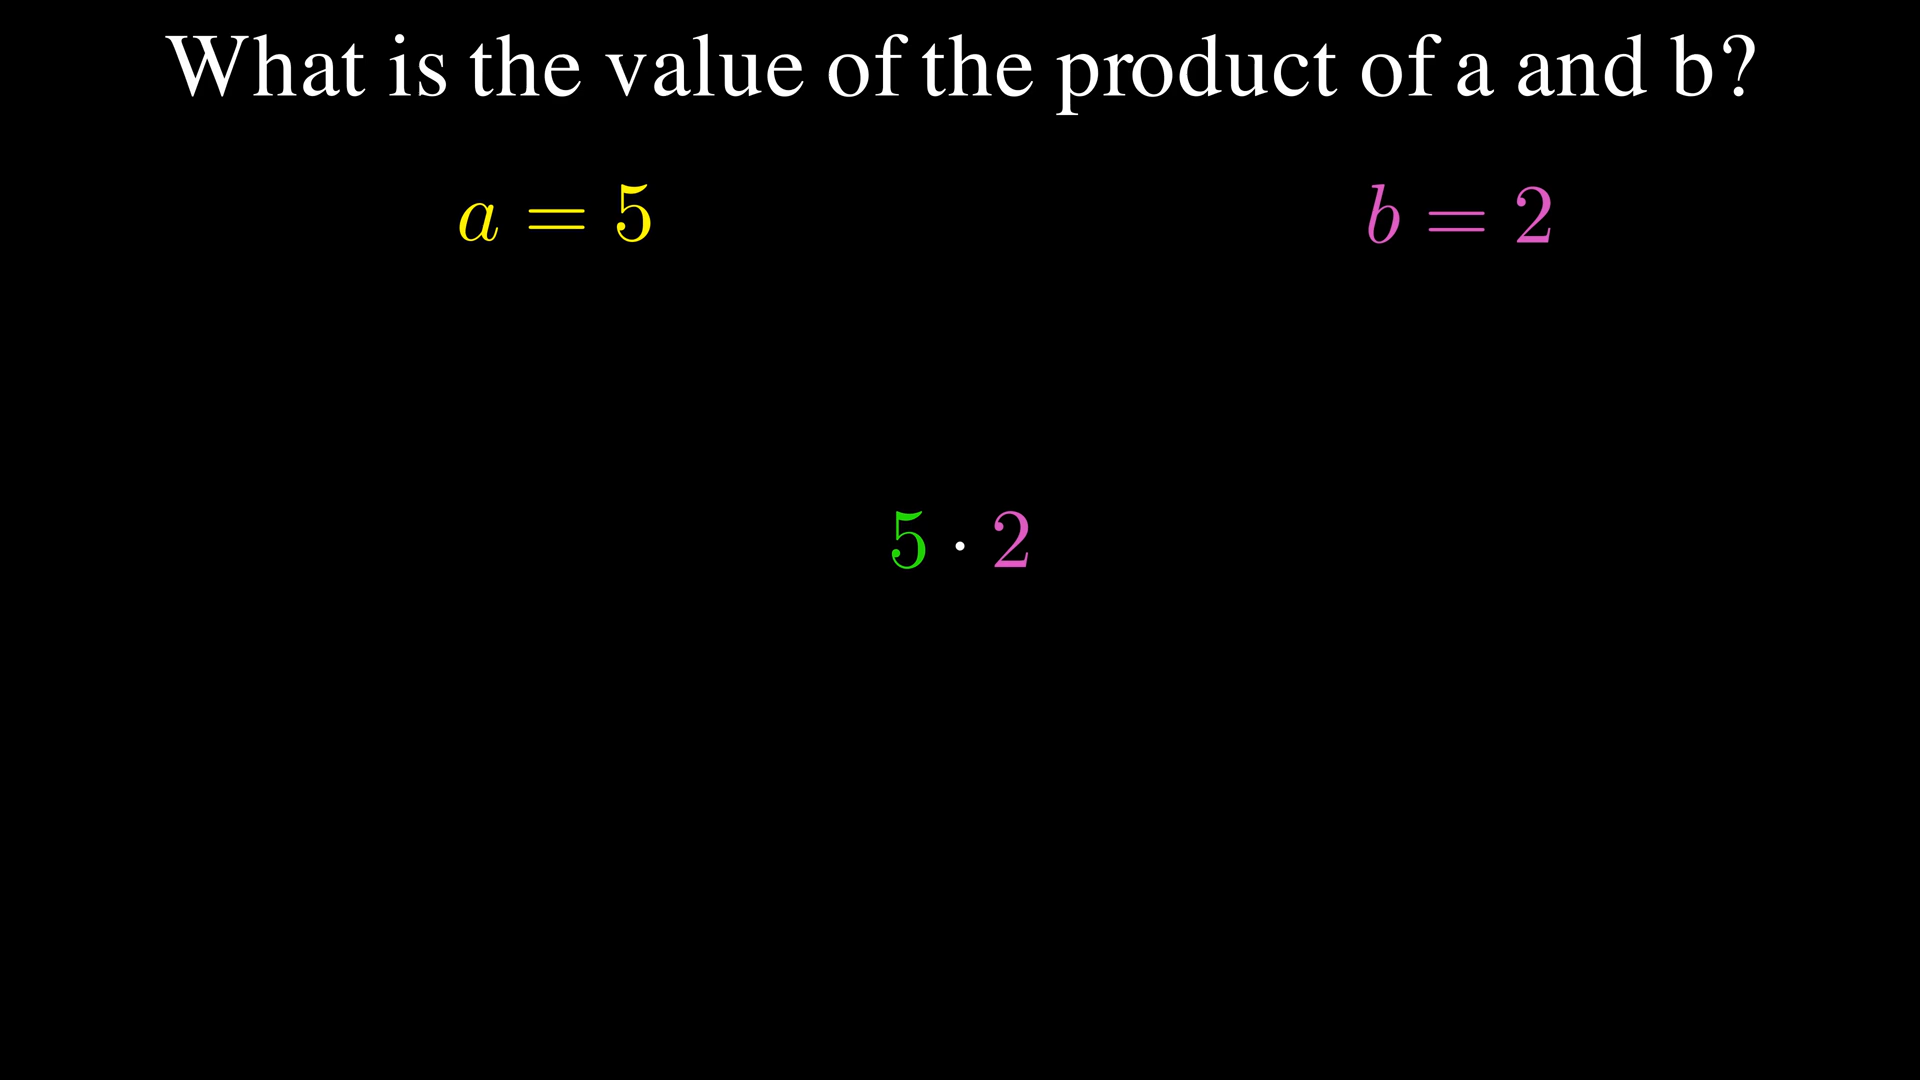 What is the value of the product of a and b?
a = 5 b = 2
5 · 2